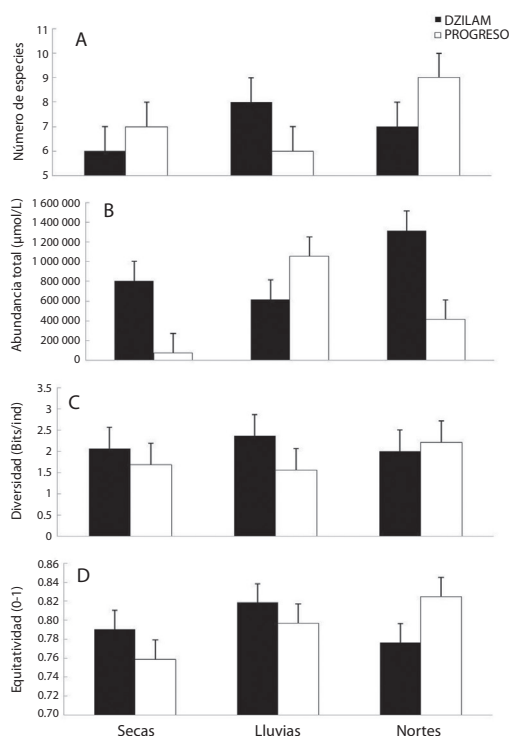 DZILAM
PROGRESO
A
Número de especies
11
10
9
8
7
6
5
B
Abundancia total (µmol/L)
1 600 000
1 400 000
1 200 000
1 000 000
800 000
600 000
400 000
200 000
0
C
Diversidad (Bits/ind)
3.5
3
2.5
2
1.5
1
0.5
0
D
Equitatividad (0-1)
0.86
0.84
0.82
0.80
0.78
0.76
0.74
0.72
0.70
Secas Lluvias Nortes